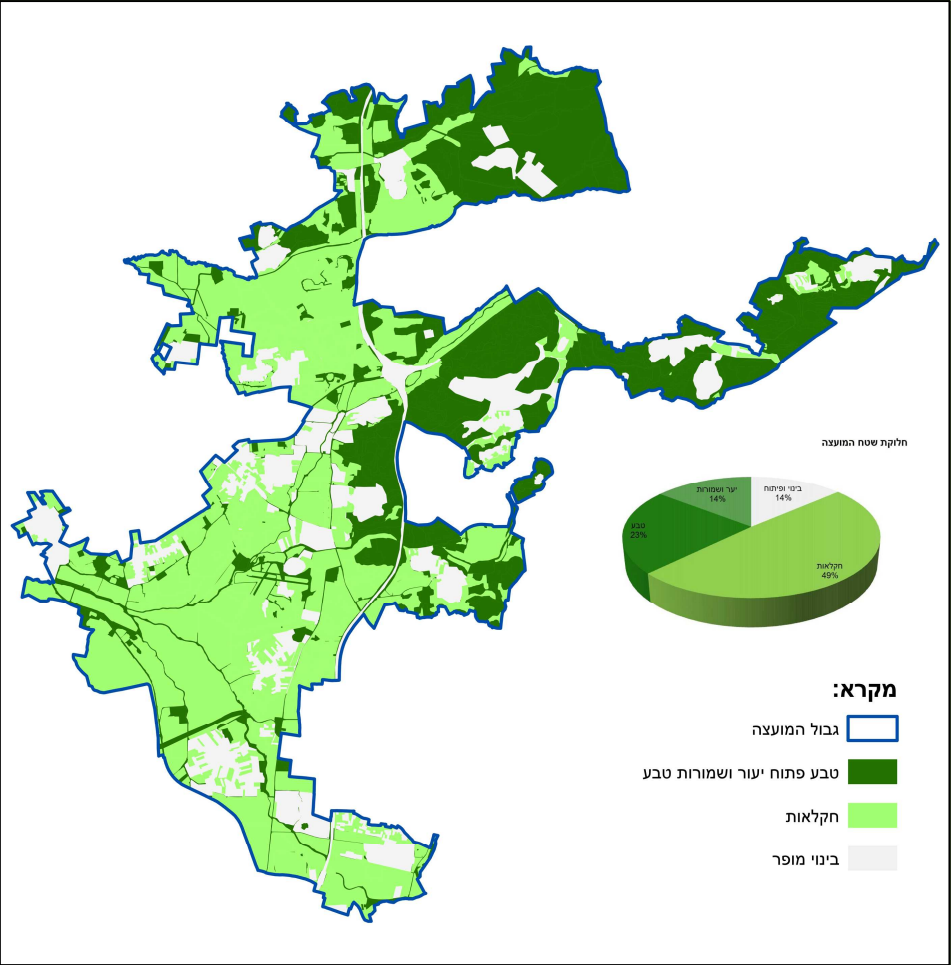 חלוקת שטח המועצה
בינוי ופיתוח
14%
יער ושמורות
14%
טבע
23%
חקלאות
49%
מקרא:
גבול המועצה
טבע פתוח יעור ושמורות טבע
חקלאות
בינוי מופר